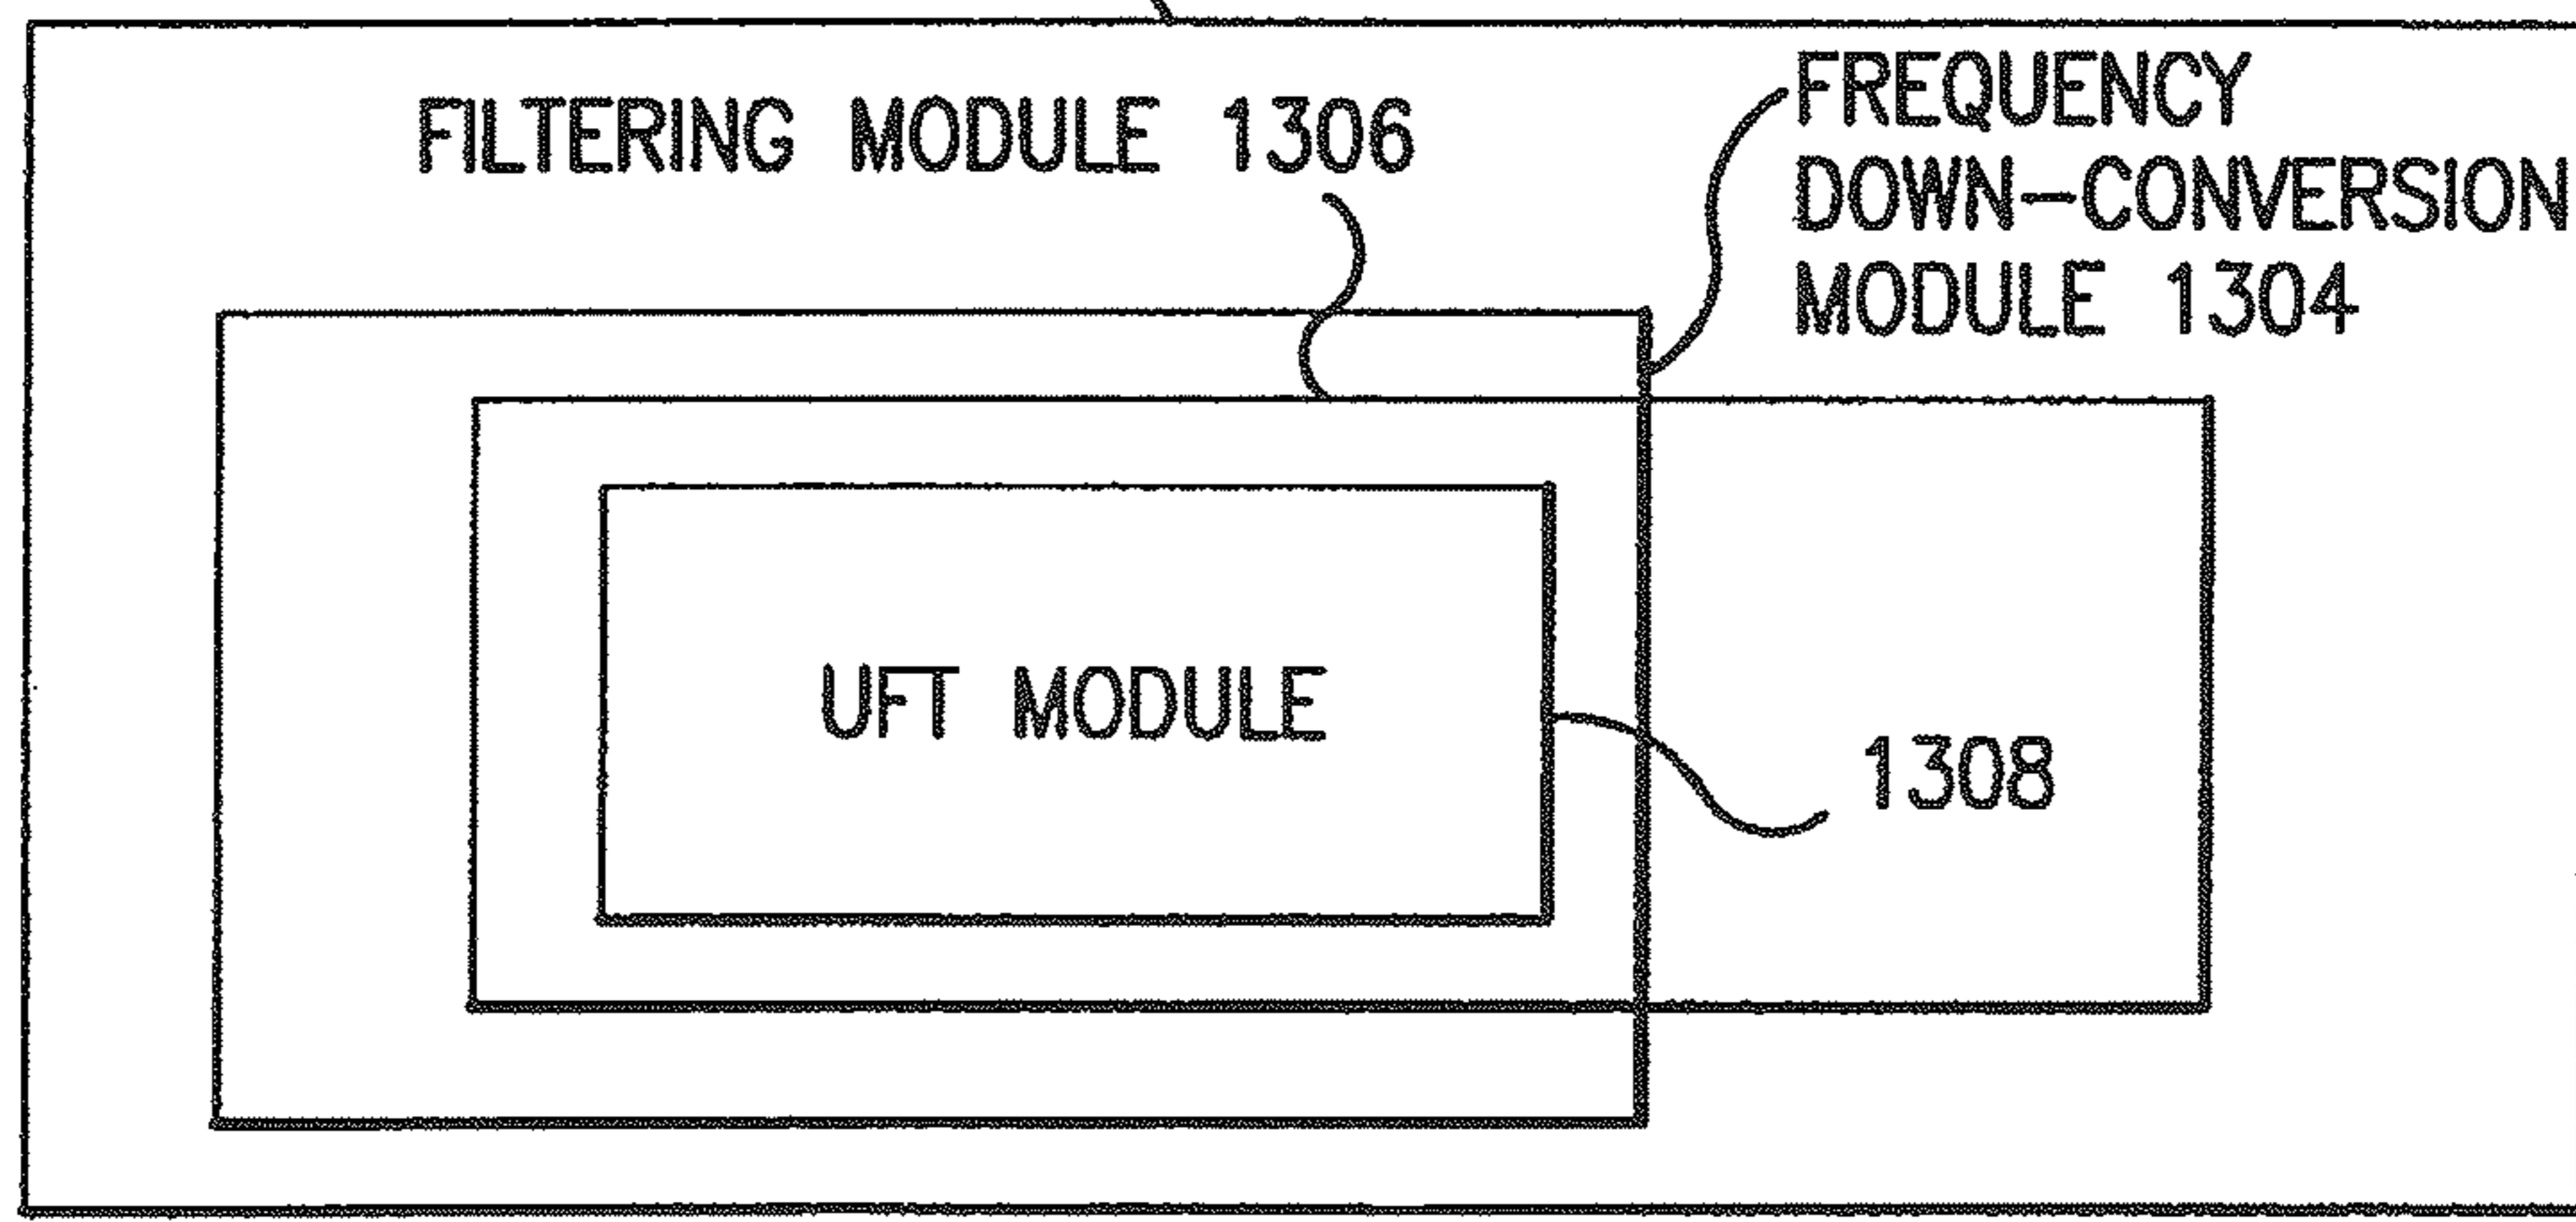 FILTERING MODULE 1306
FREQUENCY
DOWN-CONVERSION
MODULE 1304
UFT MODULE
1308